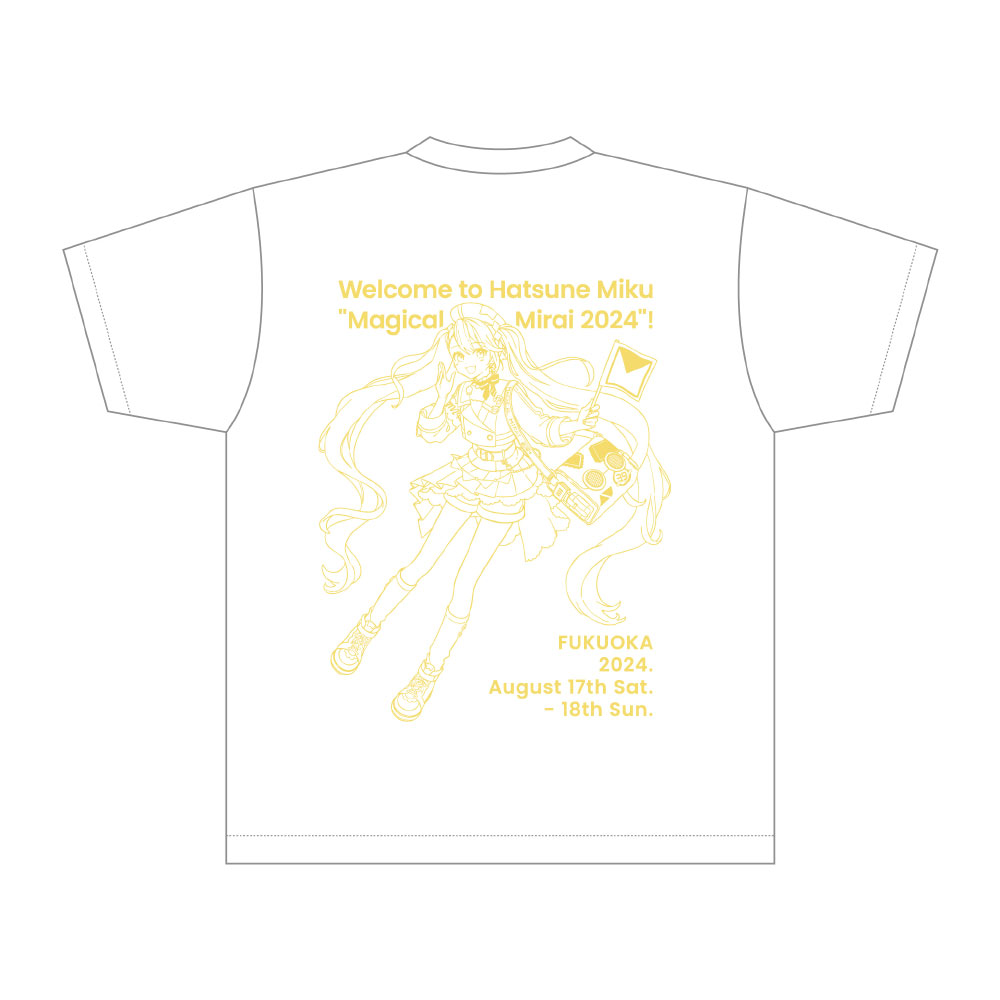 Welcome to Hatsune Miku
"Magical Mirai 2024"!
FUKUOKA
2024.
August 17th Sat.
- 18th Sun.